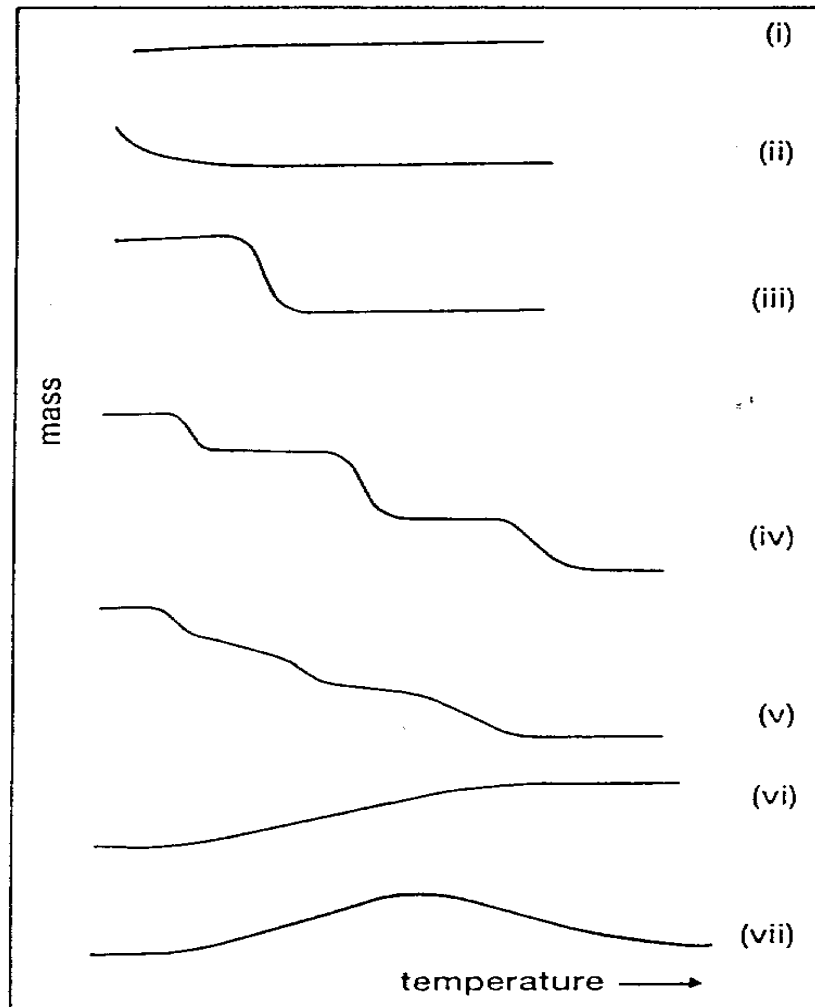 (i)
(ii)
(iii)
mass
(iv)
(v)
(vi)
(vii)
temperature